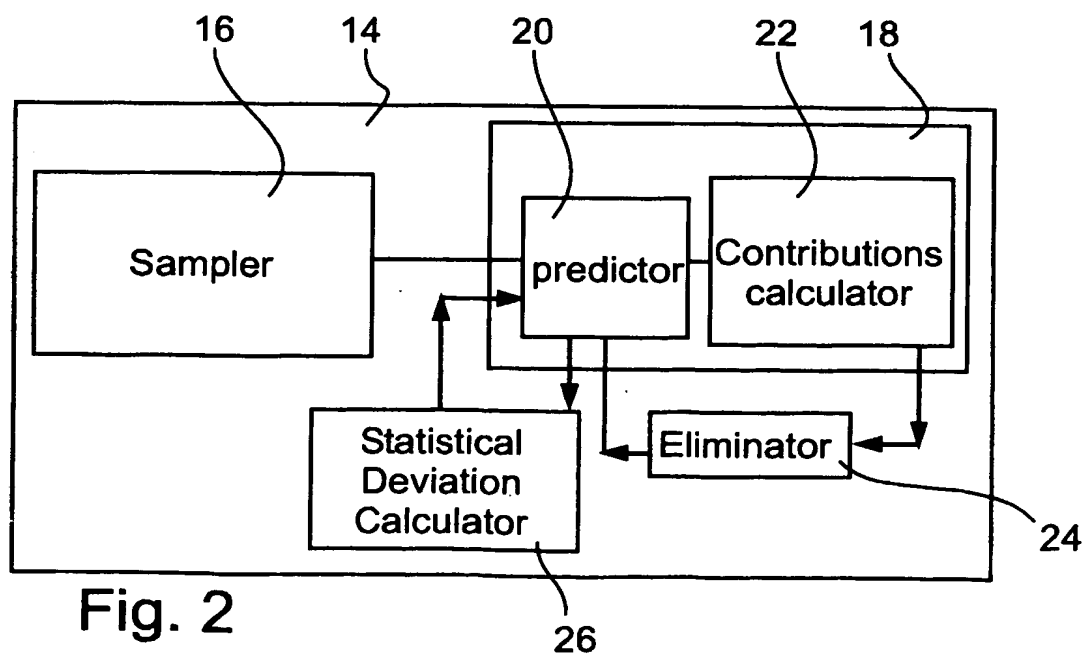 16
14
20
22
18
Sampler
predictor
Contributions
calculator
Statistical
Deviation
Calculator
Eliminator
24
26
Fig. 2